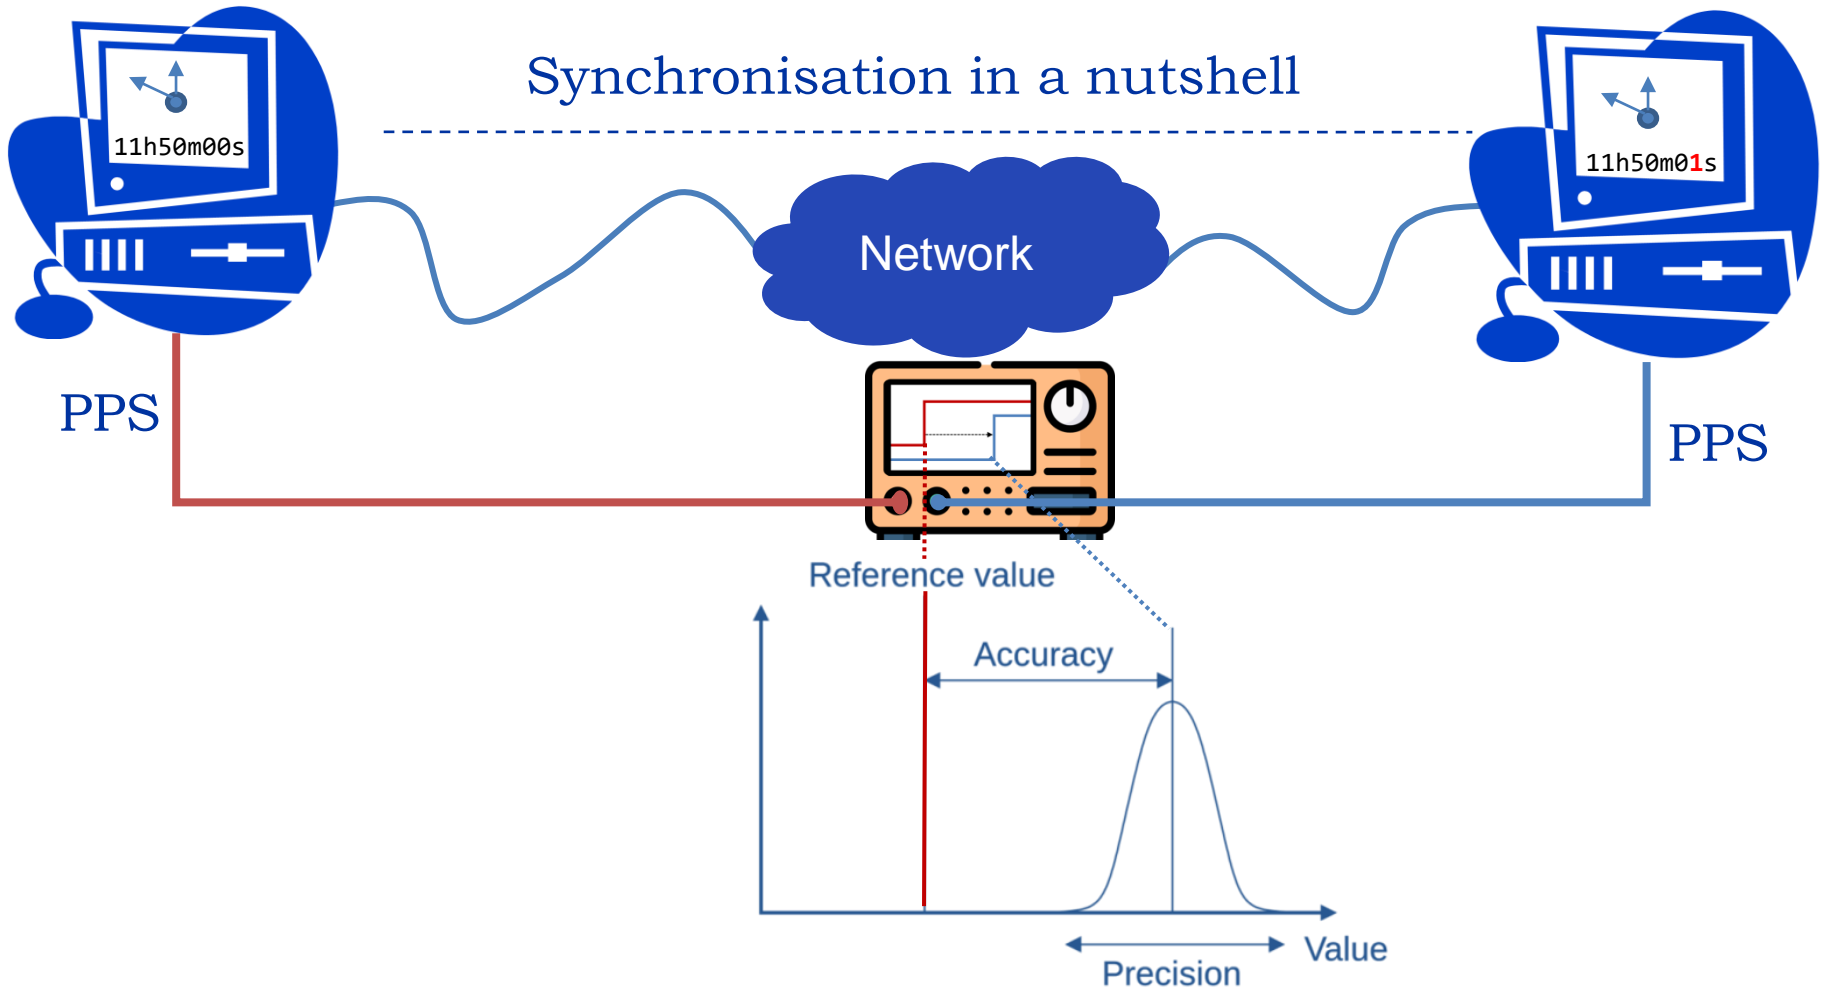 Synchronisation in a nutshell
11h50m00s
11h50m01s
Network
PPS
PPS
Reference value
Accuracy
Value
Precision